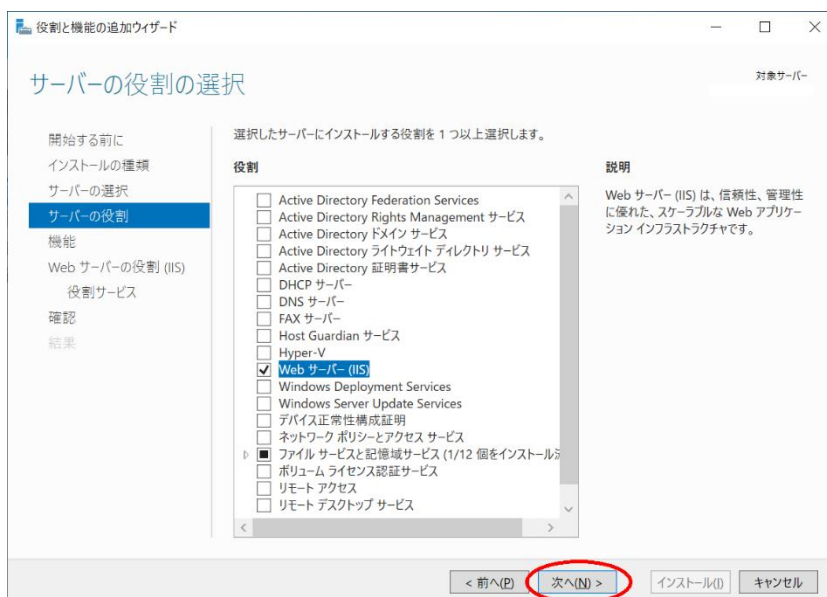 役割と機能の追加ウィザード
サーバーの役割の選択
対象サーバー
開始する前に
インストールの種類
サーバーの選択
サーバーの役割
機能
Web サーバーの役割 (IIS)
役割サービス
確認
結果
選択したサーバーにインストールする役割を 1 つ以上選択します。
役割
Active Directory Federation Services
Active Directory Rights Management サービス
Active Directory ドメイン サービス
Active Directory ライトウェイト ディレクトリ サービス
Active Directory 証明書サービス
DHCP サーバー
DNS サーバー
FAX サーバー
Host Guardian サービス
Hyper-V
Web サーバー (IIS)
Windows Deployment Services
Windows Server Update Services
デバイス正常性構成証明
ネットワーク ポリシーとアクセス サービス
ファイル サービスと記憶域サービス (1/12 個をインストール済
ボリューム ライセンス認証サービス
リモート アクセス
リモート デスクトップ サービス
説明
Web サーバー (IIS) は、信頼性、管理性
に優れた、スケーラブルな Web アプリケー
ション インフラストラクチャです。
< 前へ(P)
次へ(N) >
インストール(I)
キャンセル